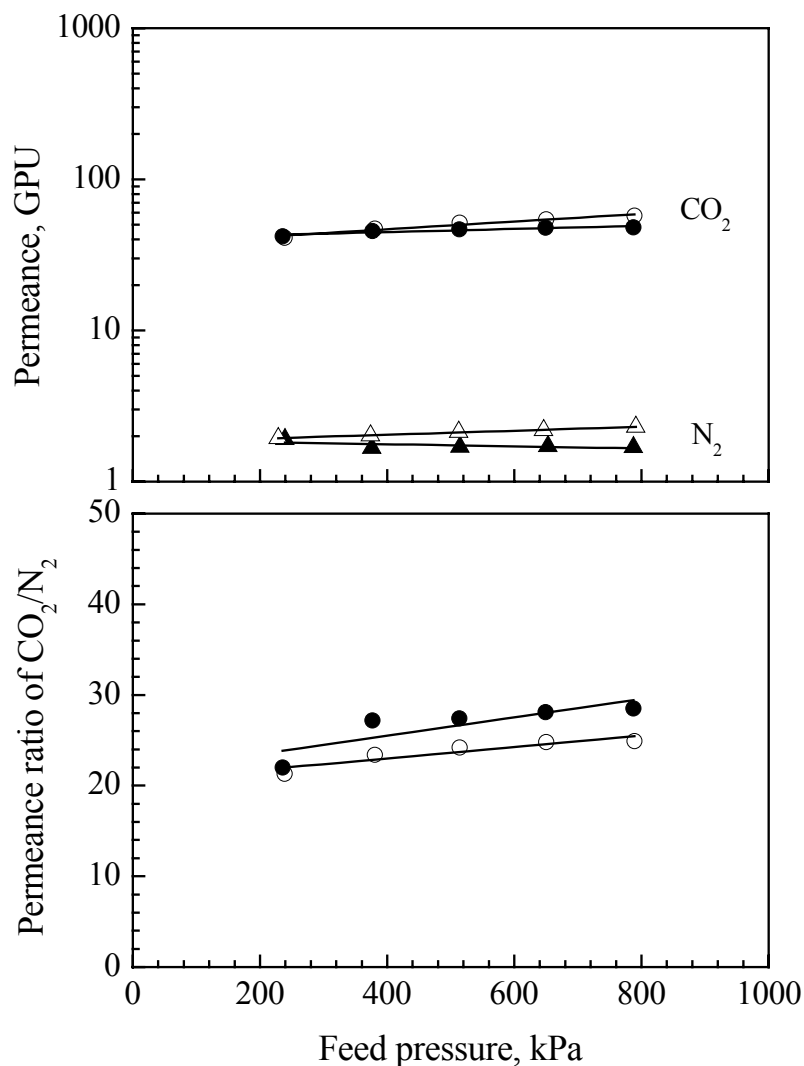 1000
100
10
1
Permeance, GPU
CO₂
N₂
50
40
30
20
10
0
Permeance ratio of CO₂/N₂
0 200 400 600 800 1000
Feed pressure, kPa